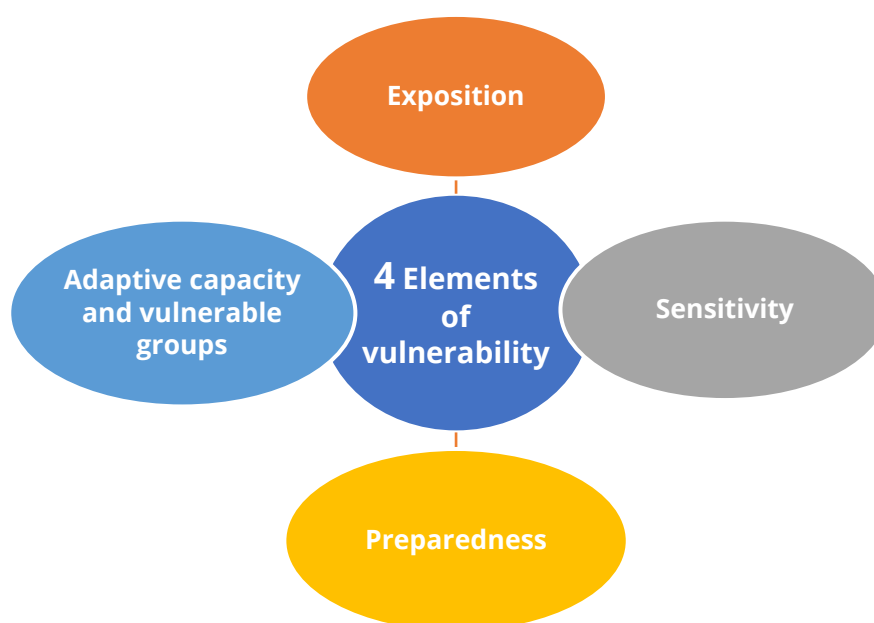 Exposition
Adaptive capacity
and vulnerable
groups
4 Elements
of
vulnerability
Sensitivity
Preparedness